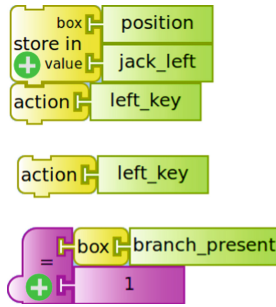 box position
store in
value jack_left
action left_key
action left_key
box branch_present
=
1